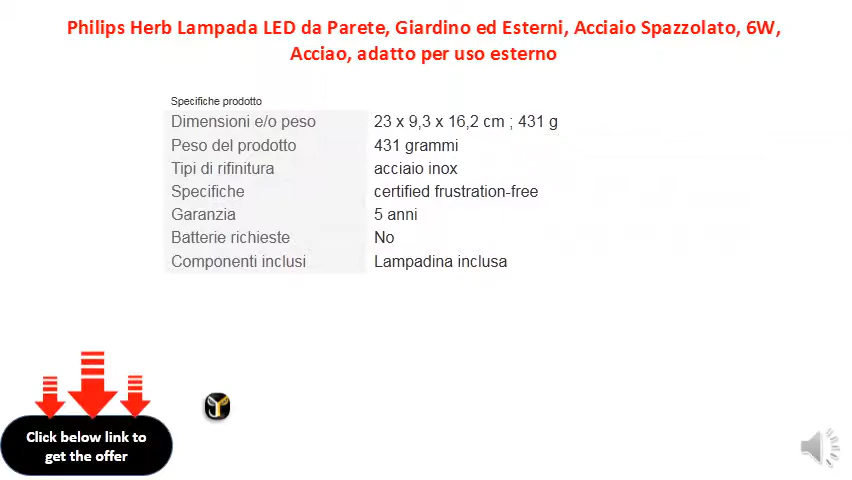 Philips Herb Lampada LED da Parete, Giardino ed Esterni, Acciaio Spazzolato, 6W,
Acciao, adatto per uso esterno
Specifiche prodotto
Dimensioni e/o peso 23 x 9,3 x 16,2 cm ; 431 g
Peso del prodotto 431 grammi
Tipi di rifinitura acciaio inox
Specifiche certified frustration-free
Garanzia 5 anni
Batterie richieste No
Componenti inclusi Lampadina inclusa
Click below link to
get the offer